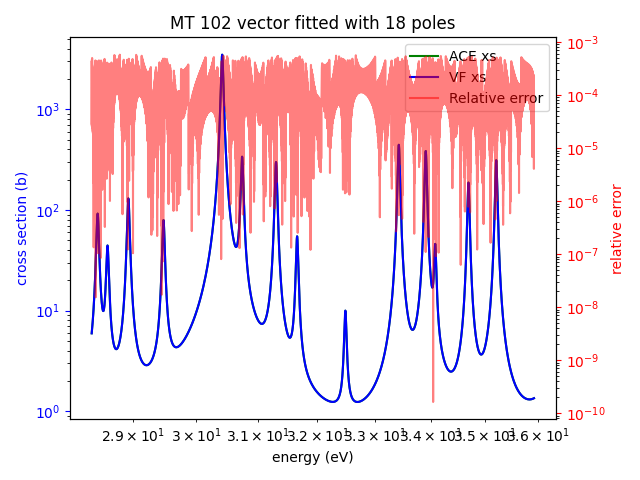 MT 102 vector fitted with 18 poles
ACE xs
VF xs
Relative error
cross section (b)
10³
10²
10¹
10⁰
relative error
10⁻³
10⁻⁴
10⁻⁵
10⁻⁶
10⁻⁷
10⁻⁸
10⁻⁹
10⁻¹⁰
2.9 × 10¹ 3 × 10¹ 3.1 × 10¹ 3.2 × 10¹ 3.3 × 10¹ 3.4 × 10¹ 3.5 × 10¹ 3.6 × 10¹
energy (eV)